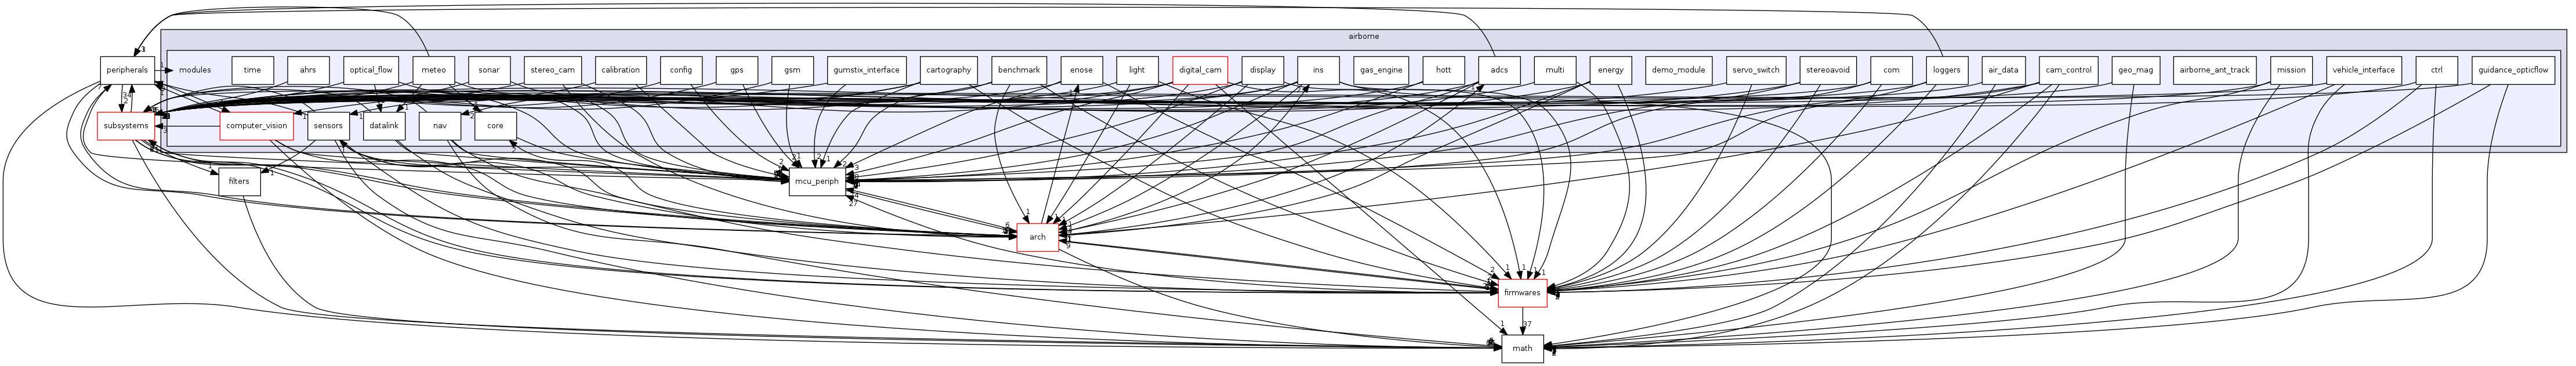 airborne
peripherals
modules
time
ahrs
optical_flow
meteo
sonar
stereo_cam
calibration
config
gps
gsm
gumstix_interface
cartography
benchmark
enose
light
digital_cam
display
ins
gas_engine
hott
adcs
multi
energy
demo_module
servo_switch
stereoavoid
com
loggers
air_data
cam_control
geo_mag
airborne_ant_track
mission
vehicle_interface
ctrl
guidance_opticflow
subsystems
computer_vision
sensors
datalink
nav
core
filters
mcu_periph
arch
firmwares
37
math